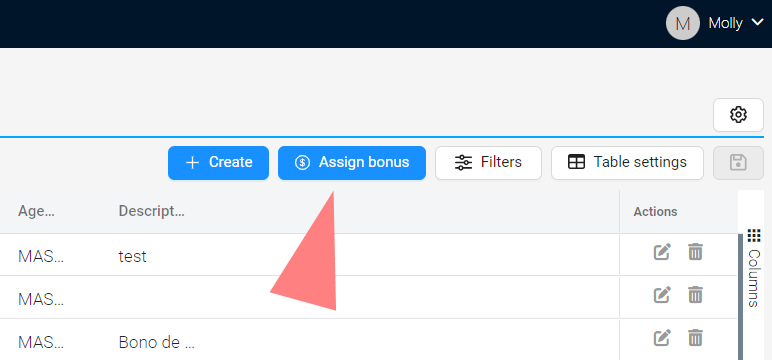 M Molly
Create Assign bonus Filters Table settings
Age... Descript... Actions
MAS... test
MAS...
Bono de ...
MAS...
Columns